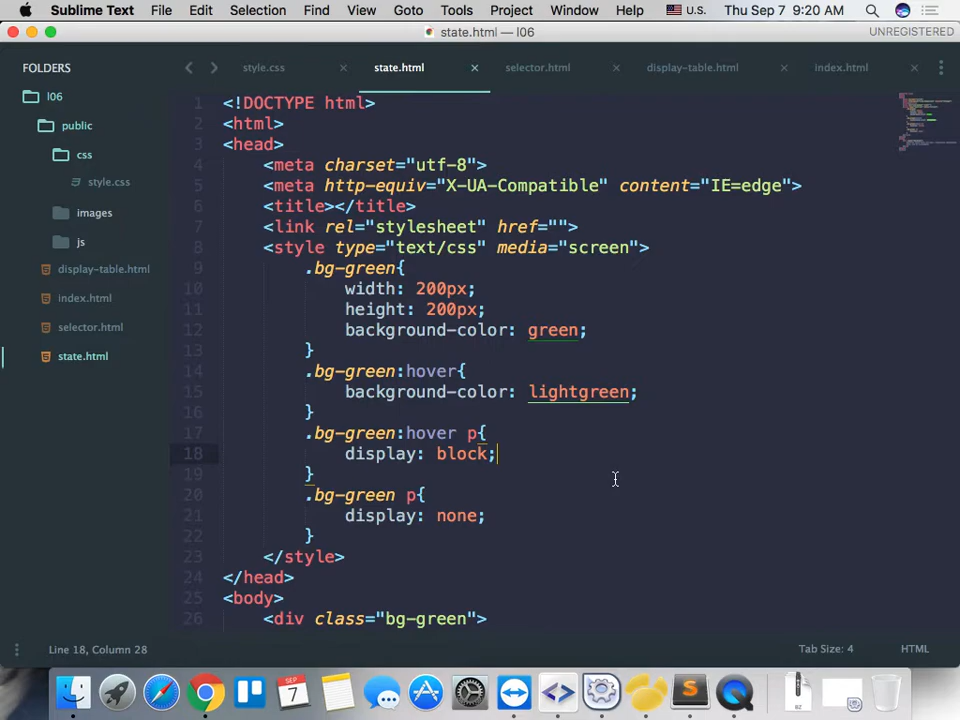 Sublime Text File Edit Selection Find View Goto Tools Project Window Help U.S. Thu Sep 7 9:20 AM
state.html — l06 UNREGISTERED
FOLDERS
l06
public
css
style.css
images
js
display-table.html
index.html
selector.html
state.html
style.css × state.html × selector.html × display-table.html × index.html ×
1 <!DOCTYPE html>
2 <html>
3 <head>
4 <meta charset="utf-8">
5 <meta http-equiv="X-UA-Compatible" content="IE=edge">
6 <title></title>
7 <link rel="stylesheet" href="">
8 <style type="text/css" media="screen">
9 .bg-green{
10 width: 200px;
11 height: 200px;
12 background-color: green;
13 }
14 .bg-green:hover{
15 background-color: lightgreen;
16 }
17 .bg-green:hover p{
18 display: block;
19 }
20 .bg-green p{
21 display: none;
22 }
23 </style>
24 </head>
25 <body>
26 <div class="bg-green">
Line 18, Column 28 Tab Size: 4 HTML
SEP
7